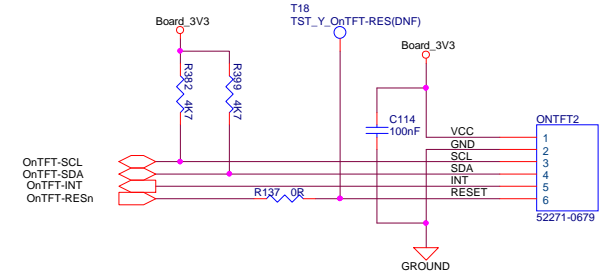 T18
TST_Y_OnTFT-RES(DNF)
Board_3V3
Board_3V3
R382 4K7
R399 4K7
C114
100nF
ONTFT2
VCC 1
GND 2
OnTFT-SCL SCL 3
OnTFT-SDA SDA 4
OnTFT-INT INT 5
OnTFT-RESn R137 0R RESET 6
52271-0679
GROUND